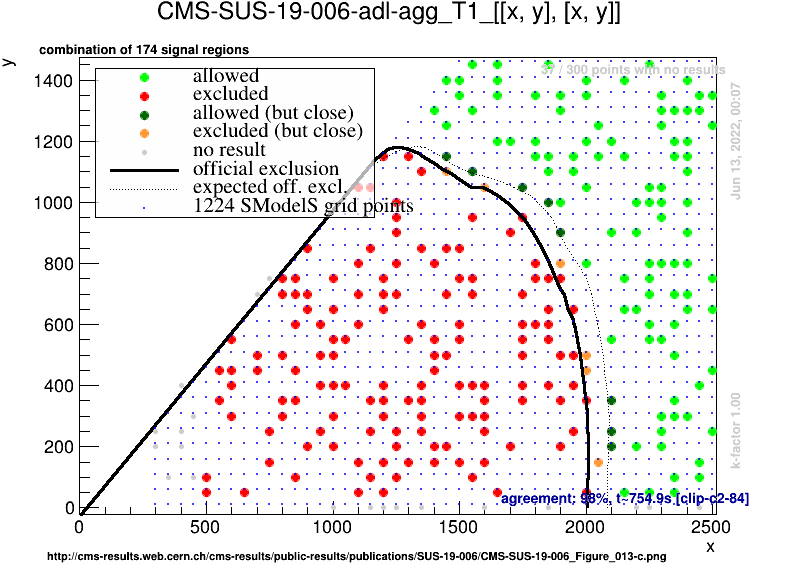 CMS-SUS-19-006-adl-agg_T1_[[x, y], [x, y]]
combination of 174 signal regions
y
37 / 300 points with no results
allowed
excluded
allowed (but close)
excluded (but close)
no result
official exclusion
expected off. excl.
1224 SModelS grid points
1400
1200
1000
800
600
400
200
0
Jun 13, 2022, 00:07
k-factor 1.00
agreement: 98%, t~754.9s [clip-c2-84]
0 500 1000 1500 2000 2500
x
http://cms-results.web.cern.ch/cms-results/public-results/publications/SUS-19-006/CMS-SUS-19-006_Figure_013-c.png